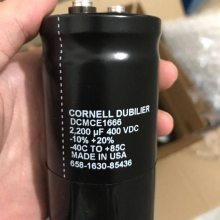 CORNELL DUBILIER
DCMCE1666
2,200 µF 400 VDC
-10% +20%
-40C TO +85C
MADE IN USA
658-1630-85436